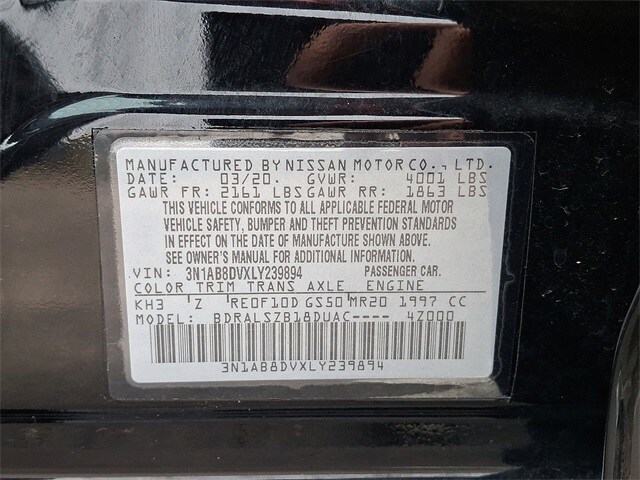 MANUFACTURED BY NISSAN MOTOR CO., LTD.
DATE: 03/20. GVWR: 4001 LBS
GAWR FR: 2161 LBS GAWR RR: 1863 LBS
THIS VEHICLE CONFORMS TO ALL APPLICABLE FEDERAL MOTOR
VEHICLE SAFETY, BUMPER AND THEFT PREVENTION STANDARDS
IN EFFECT ON THE DATE OF MANUFACTURE SHOWN ABOVE.
SEE OWNER'S MANUAL FOR ADDITIONAL INFORMATION.
VIN: 3N1AB8DVXLY239894 PASSENGER CAR.
COLOR TRIM TRANS AXLE ENGINE
KH3 Z RE0F10D GS50 MR20 1997 CC
MODEL: BDRALSZB18DUAC---- 47000
3N1AB8DVXLY239894